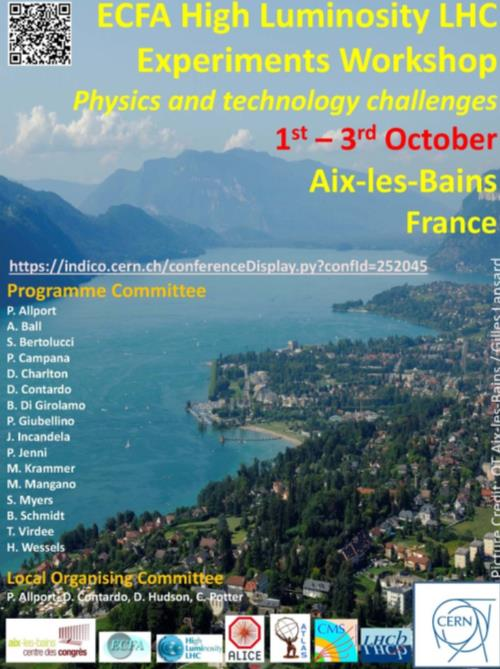 ECFA High Luminosity LHC
Experiments Workshop
Physics and technology challenges
1st – 3rd October
Aix-les-Bains
France
https://indico.cern.ch/conferenceDisplay.py?confId=252045
Programme Committee
P. Allport
A. Ball
S. Bertolucci
P. Campana
D. Charlton
D. Contardo
B. Di Girolamo
P. Giubellino
J. Incandela
P. Jenni
M. Krammer
M. Mangano
S. Myers
B. Schmidt
T. Virdee
H. Wessels
Local Organising Committee
P. Allport, D. Contardo, D. Hudson, C. Potter
Picture Credit: OT Aix-les-Bains / Gilles Lansard
aix-les-bains
centre des congrès
ECFA
High
Luminosity
LHC
ALICE
ATLAS
CMS
LHCb
CERN